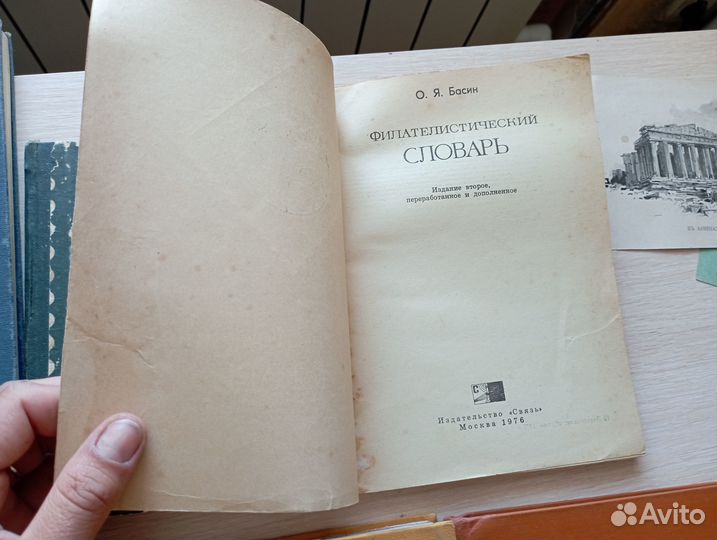 О. Я. Басин
ФИЛАТЕЛИСТИЧЕСКИЙ
СЛОВАРЬ
Издание второе,
переработанное и дополненное
Издательство «Связь»
Москва 1976
Avito